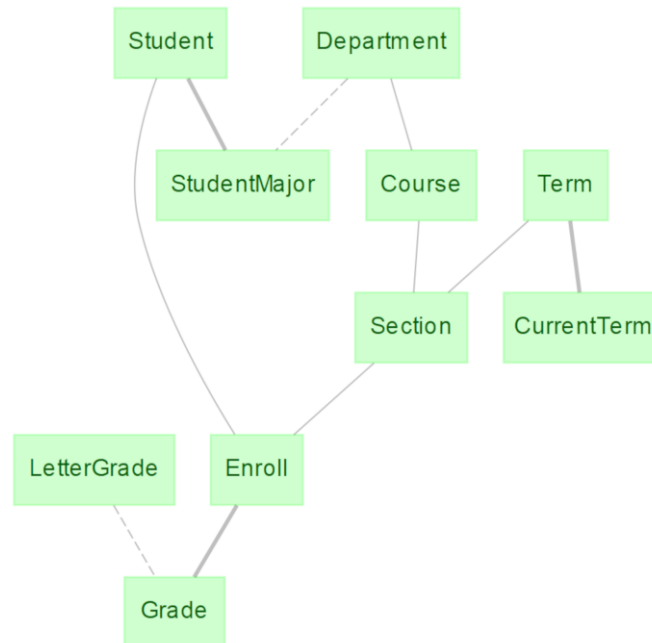 Student
Department
StudentMajor
Course
Term
Section
CurrentTerm
LetterGrade
Enroll
Grade